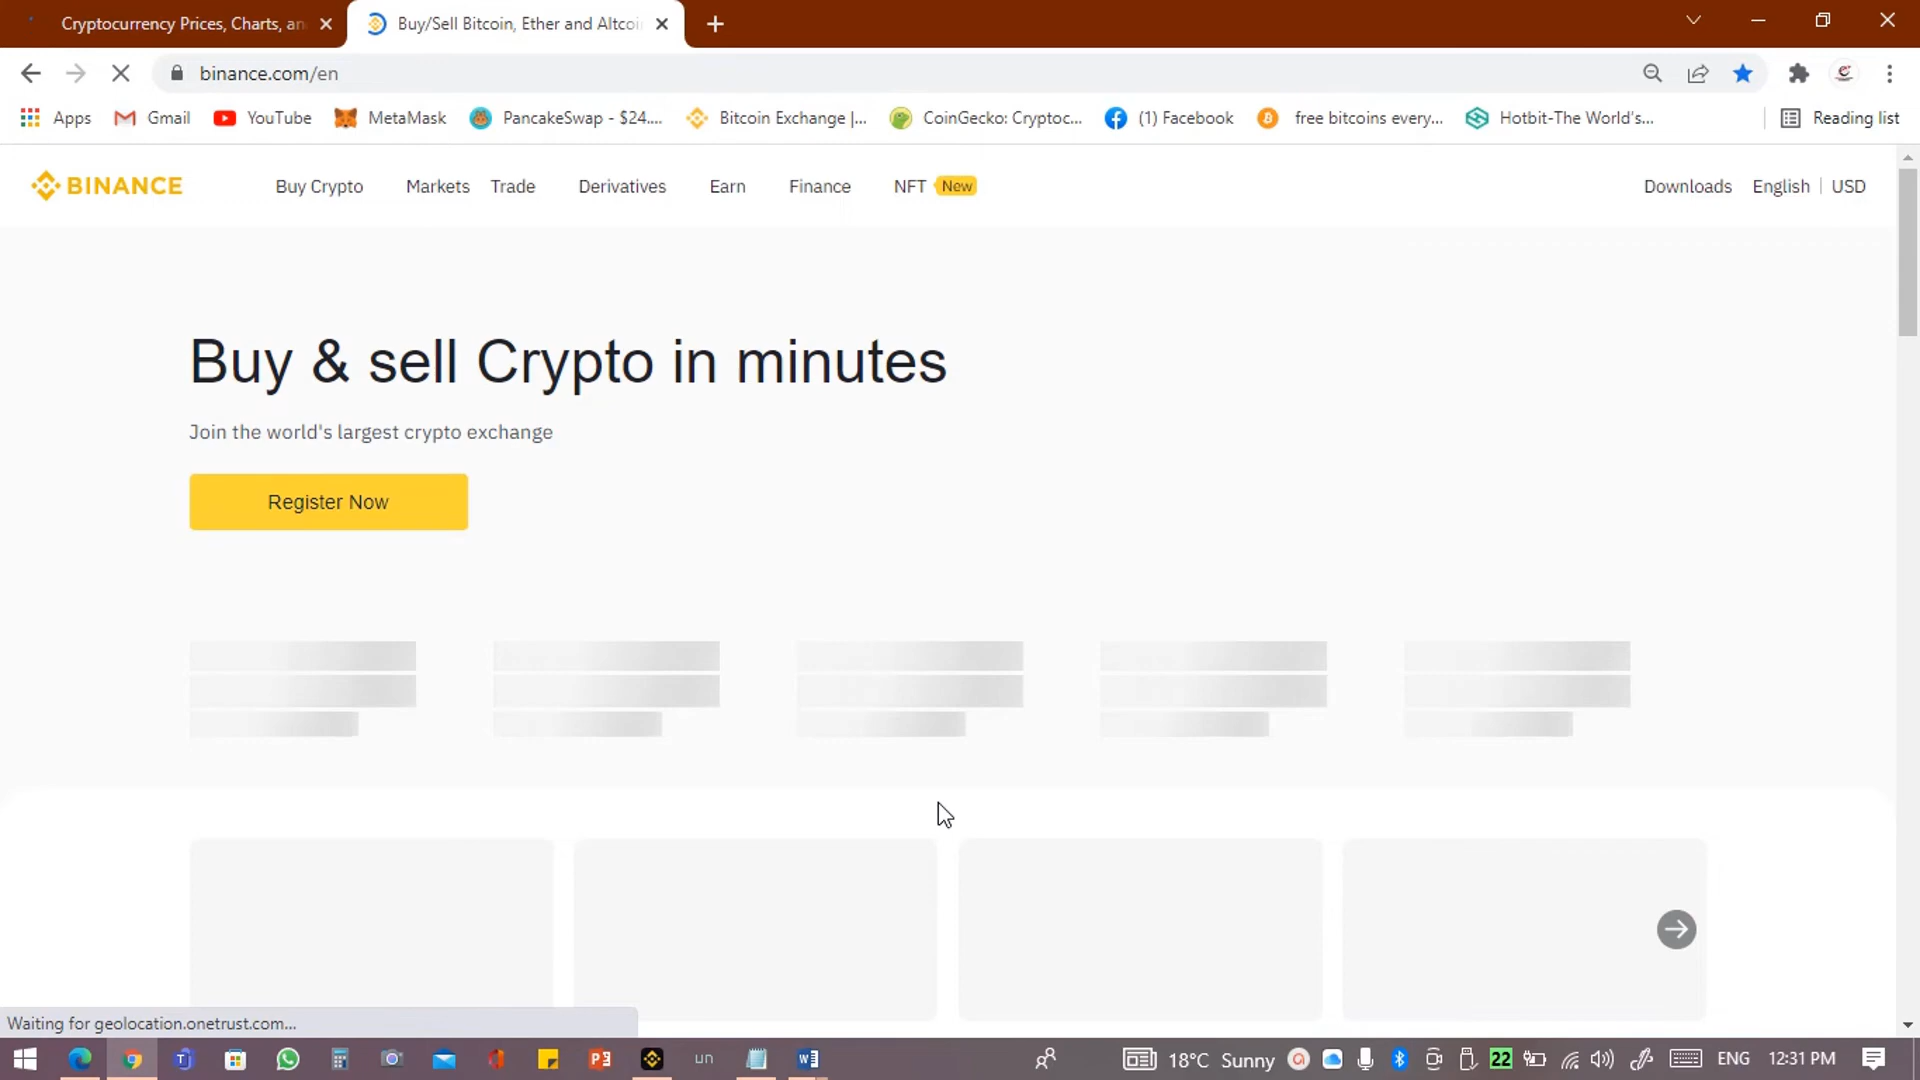 Cryptocurrency Prices, Charts, an
Buy/Sell Bitcoin, Ether and Altcoi
binance.com/en
Apps
Gmail
YouTube
MetaMask
PancakeSwap - $24....
Bitcoin Exchange |...
CoinGecko: Cryptoc...
(1) Facebook
free bitcoins every...
Hotbit-The World's...
Reading list
BINANCE
Buy Crypto
Markets
Trade
Derivatives
Earn
Finance
NFT New
Downloads
English | USD
Buy & sell Crypto in minutes
Join the world's largest crypto exchange
Register Now
Waiting for geolocation.onetrust.com...
un
18°C Sunny
22
ENG
12:31 PM